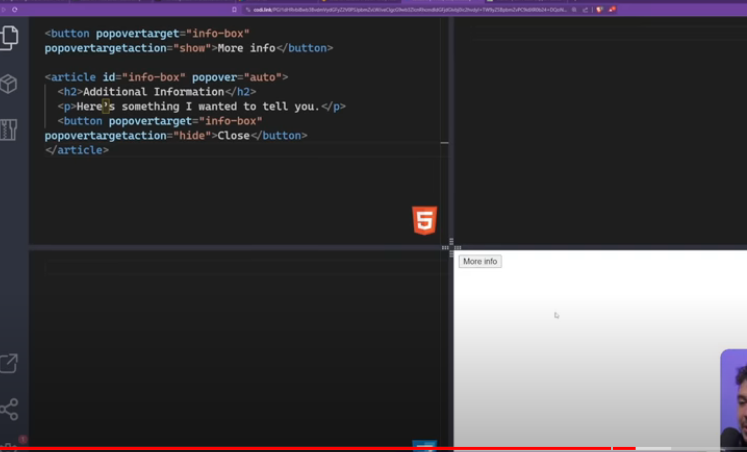 <button popovertarget="info-box"
popovertargetaction="show">More info</button>
<article id="info-box" popover="auto">
<h2>Additional Information</h2>
<p>Here's something I wanted to tell you.</p>
<button popovertarget="info-box"
popovertargetaction="hide">Close</button>
</article>
5
More info